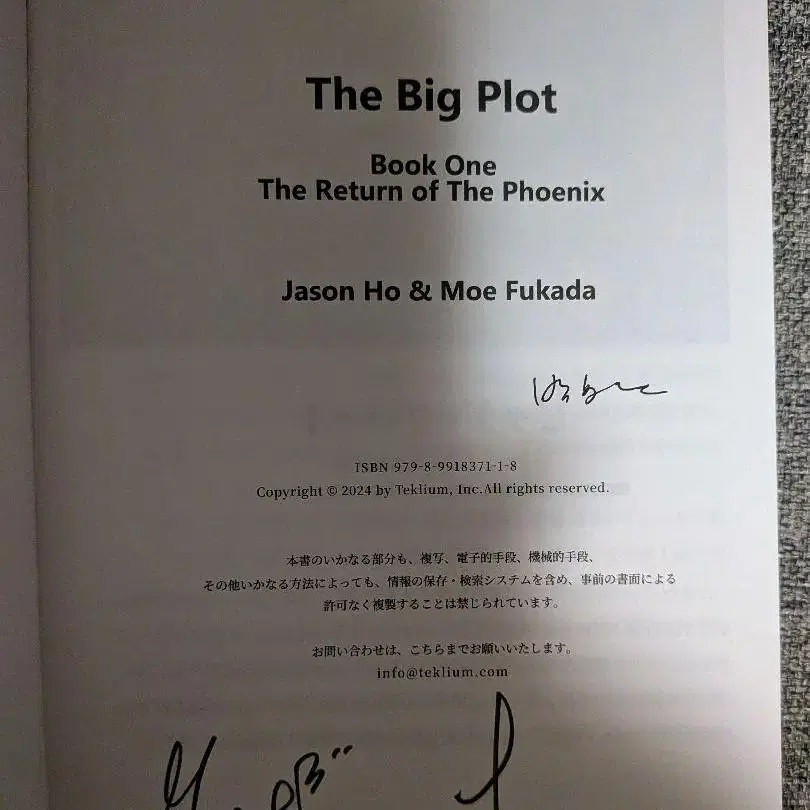 The Big Plot
Book One
The Return of The Phoenix
Jason Ho & Moe Fukada
ISBN 979-8-9918371-1-8
Copyright © 2024 by Teklium, Inc.All rights reserved.
本書のいかなる部分も、複写、電子的手段、機械的手段、
その他いかなる方法によっても、情報の保存・検索システムを含め、事前の書面による
許可なく複製することは禁じられています。
お問い合わせは、こちらまでお願いいたします。
info@teklium.com